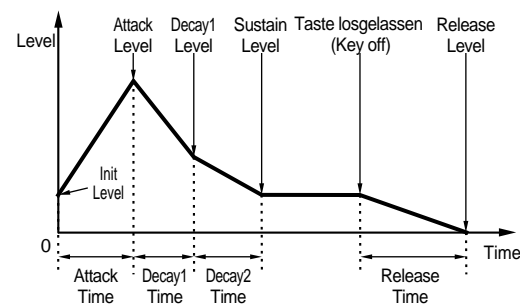 Attack
Level
Decay1
Level
Sustain
Level
Taste losgelassen
(Key off)
Release
Level
Level
Init
Level
0
Time
Attack
Time
Decay1
Time
Decay2
Time
Release
Time